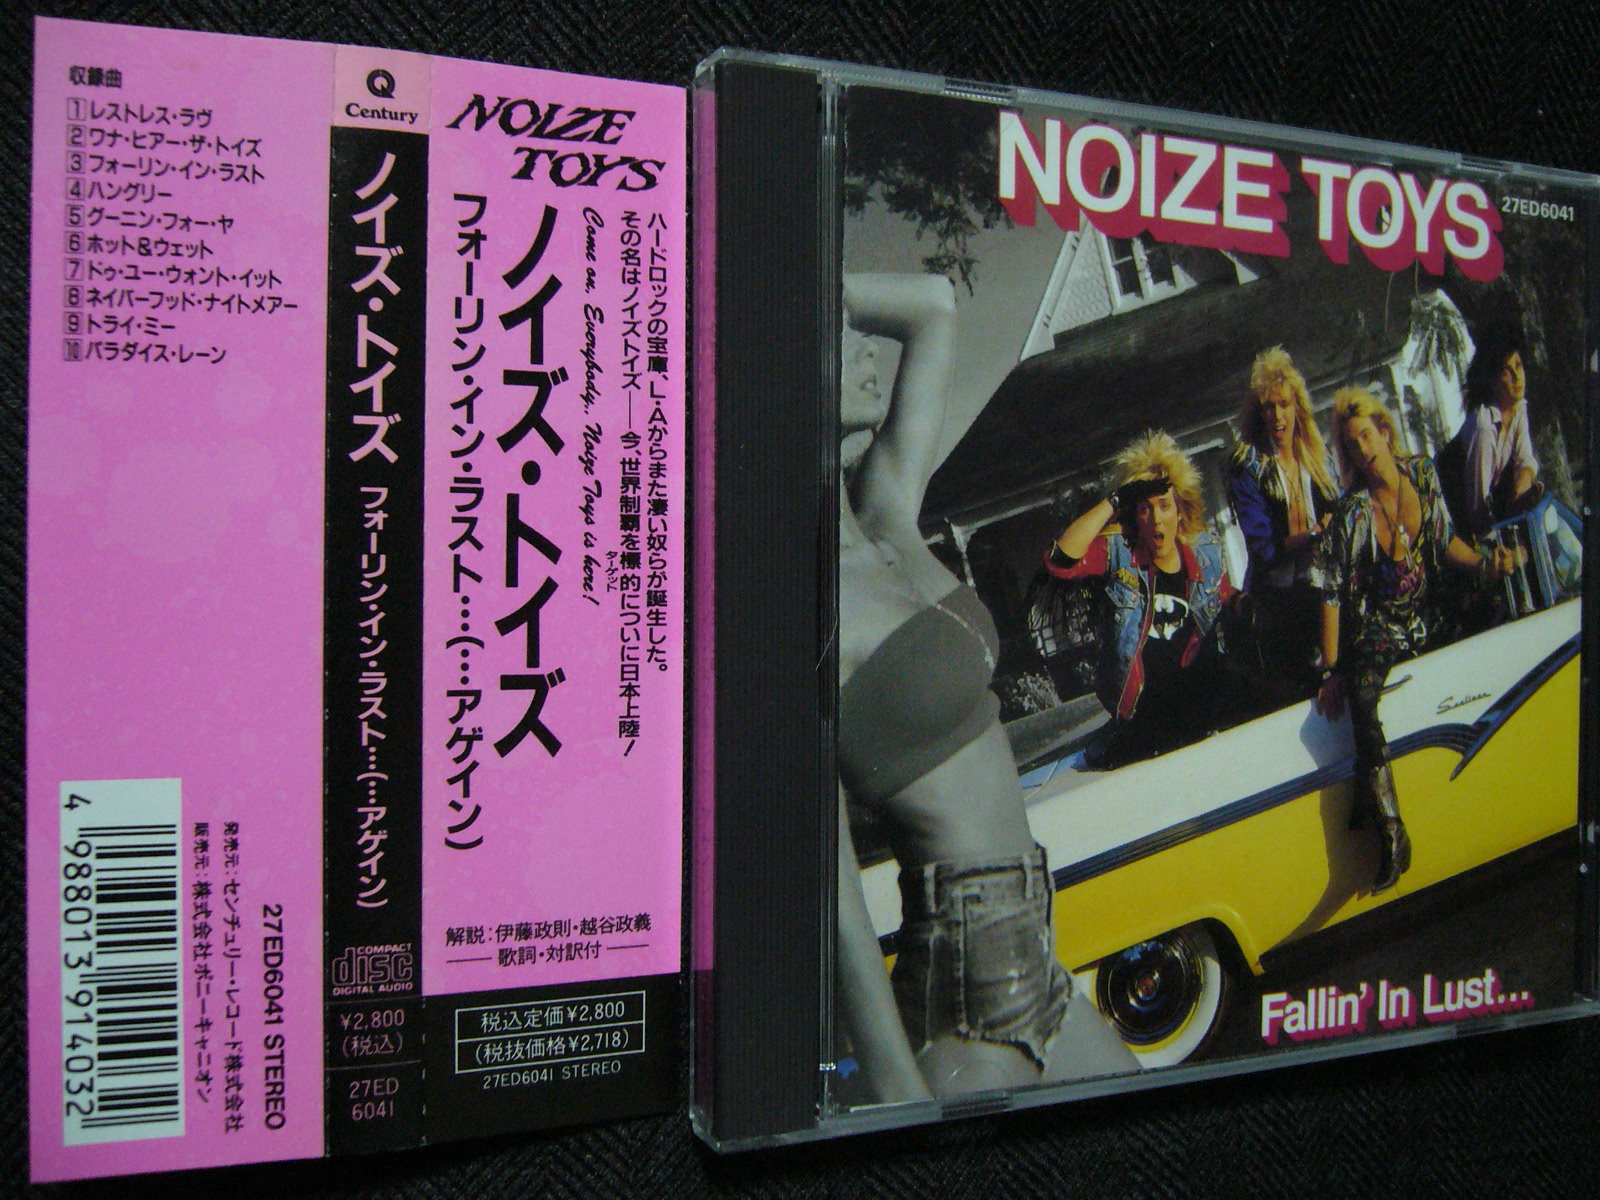 収録曲
1 レストレス・ラヴ
2 ワナ・ヒアー・ザ・トイズ
3 フォーリン・イン・ラスト
4 ハングリー
5 グーニン・フォー・ヤ
6 ホット&ウェット
7 ドゥ・ユー・ウォント・イット
8 ネイバーフッド・ナイトメアー
9 トライ・ミー
10 パラダイス・レーン
発売元:センチュリー・レコード株式会社
販売元:株式会社ポニーキャニオン
27ED6041 STEREO
4 988013 914032
Century
ノイズ・トイズ フォーリン・イン・ラスト…(…アゲイン)
COMPACT
disc
DIGITAL AUDIO
¥2,800
(税込)
27ED
6041
NOIZE
TOYS
ハードロックの宝庫、L・Aからまた凄い奴らが誕生した。
その名はノイズトイズ——今、世界制覇を標的についに日本上陸!
ターゲット
Come on, Everybody,. Noize Toys is here!
ノイズ・トイズ
フォーリン・イン・ラスト…(…アゲイン)
解説:伊藤政則・越谷政義
歌詞・対訳付
税込定価¥2,800
(税抜価格¥2,718)
27ED6041 STEREO
NOIZE TOYS
27ED6041
Fallin' In Lust...